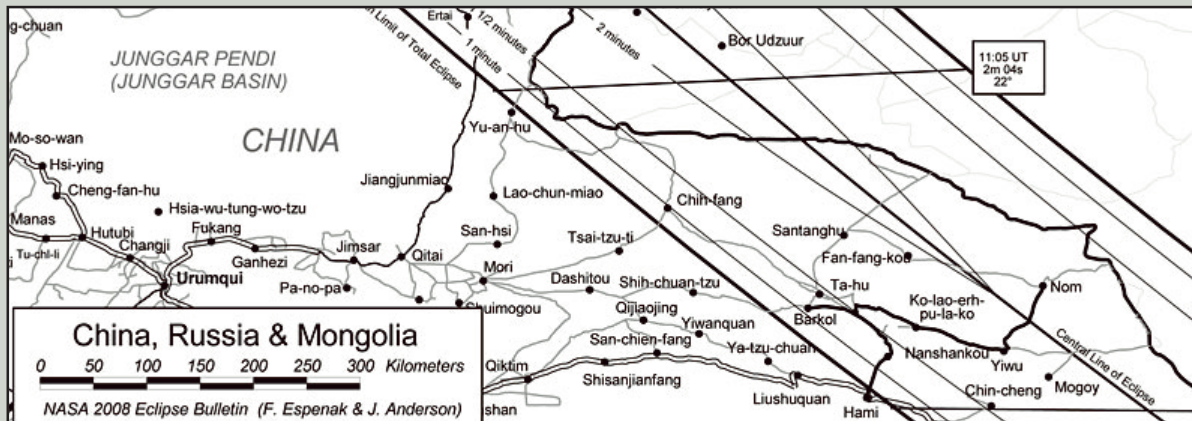 ng-chuan
Ertai
Limit of Total Eclipse
1 minute
1/2 minutes
2 minutes
Bor Udzuur
11:05 UT
2m 04s
22°
JUNGGAR PENDI
(JUNGGAR BASIN)
CHINA
Mo-so-wan
Hsi-ying
Cheng-fan-hu
Hsia-wu-tung-wo-tzu
Manas
Hutubi
Tu-chl-li
Changji
Fukang
Urumqui
Ganhezi
Jimsar
Pa-no-pa
Qitai
Jiangjunmiao
Yu-an-hu
Lao-chun-miao
San-hsi
Mori
Chuimogou
Chih-fang
Tsai-tzu-ti
Dashitou
Shih-chuan-tzu
Qijlaojing
Yiwanquan
San-chien-fang
Ya-tzu-chuan
Qiktim
Shisanjianfang
Liushuquan
Hami
shan
Santanghu
Fan-fang-kou
Ta-hu
Barkol
Ko-lao-erh-
pu-la-ko
Nom
Nanshankou
Yiwu
Central Line of Eclipse
Chin-cheng
Mogoy
China, Russia & Mongolia
0 50 100 150 200 250 300 Kilometers
NASA 2008 Eclipse Bulletin (F. Espenak & J. Anderson)